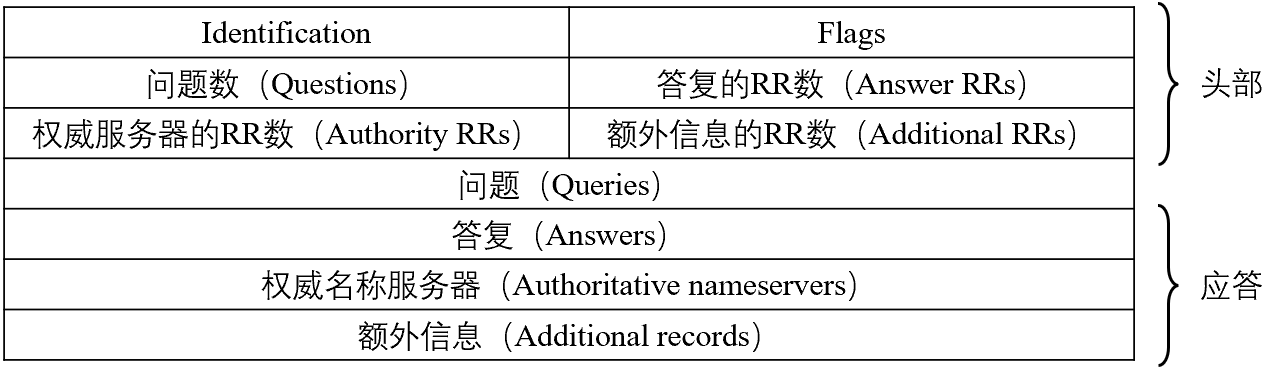 Identification
Flags
问题数（Questions）
答复的RR数（Answer RRs）
头部
权威服务器的RR数（Authority RRs）
额外信息的RR数（Additional RRs）
问题（Queries）
答复（Answers）
权威名称服务器（Authoritative nameservers）
应答
额外信息（Additional records）